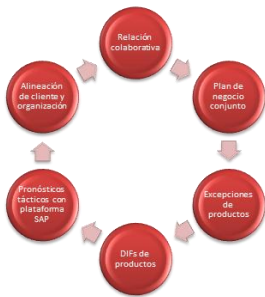 Relación
colaborativa
Plan de
negocio
conjunto
Excepciones
de
productos
DIFs de
productos
Pronósticos
tácticos con
plataforma
SAP
Alineación
de cliente y
organización